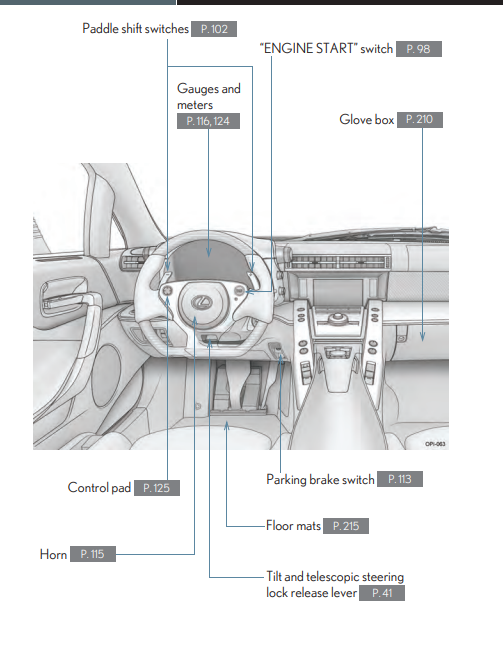 Paddle shift switches P. 102
“ENGINE START” switch P. 98
Gauges and
meters
P. 116, 124
Glove box P. 210
OPI-063
Parking brake switch P. 113
Control pad P. 125
Floor mats P. 215
Horn P. 115
Tilt and telescopic steering
lock release lever P. 41